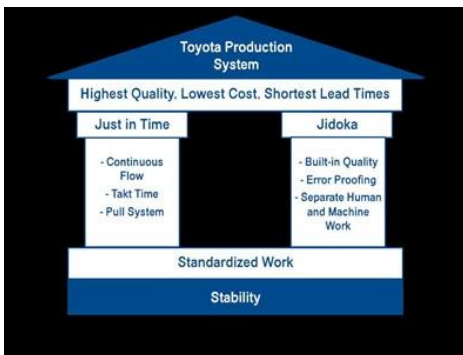 Toyota Production
System
Highest Quality, Lowest Cost, Shortest Lead Times
Just in Time
- Continuous
Flow
- Takt Time
- Pull System
Jidoka
- Built-in Quality
- Error Proofing
- Separate Human
and Machine
Work
Standardized Work
Stability